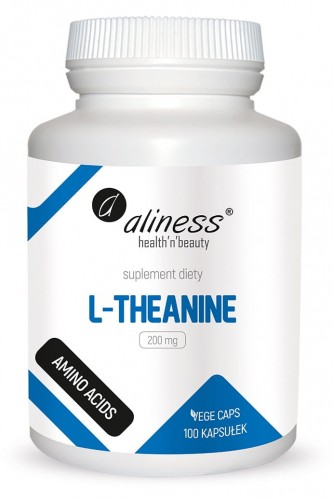 aliness®
health'n'beauty
suplement diety
L-THEANINE
200 mg
AMINO ACIDS
VEGE CAPS
100 KAPSUŁEK